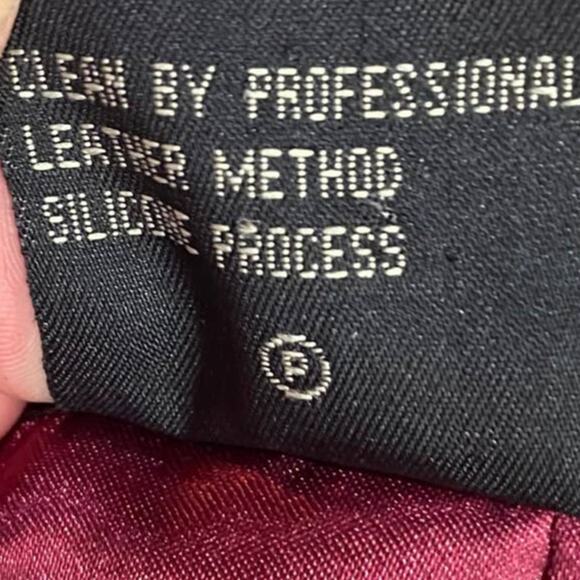 CLEAN BY PROFESSIONAL
LEATHER METHOD
SILICONE PROCESS
P